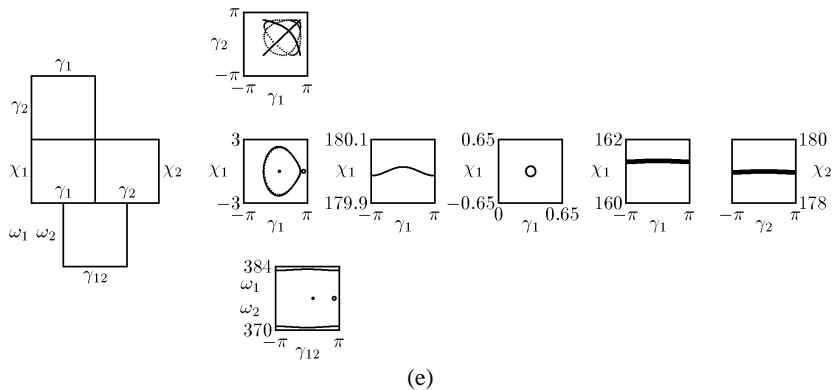 π
γ2
−π
−π π
γ1
γ1
γ2
χ1 χ2
γ1 γ2
ω1 ω2
γ12
3
χ1
−3
−π π
γ1
180.1
χ1
179.9
−π π
γ1
0.65
χ1
−0.65
0 0.65
γ1
162
χ1
160
−π π
γ1
180
χ2
178
−π π
γ2
384
ω1
ω2
370
−π π
γ12
(e)